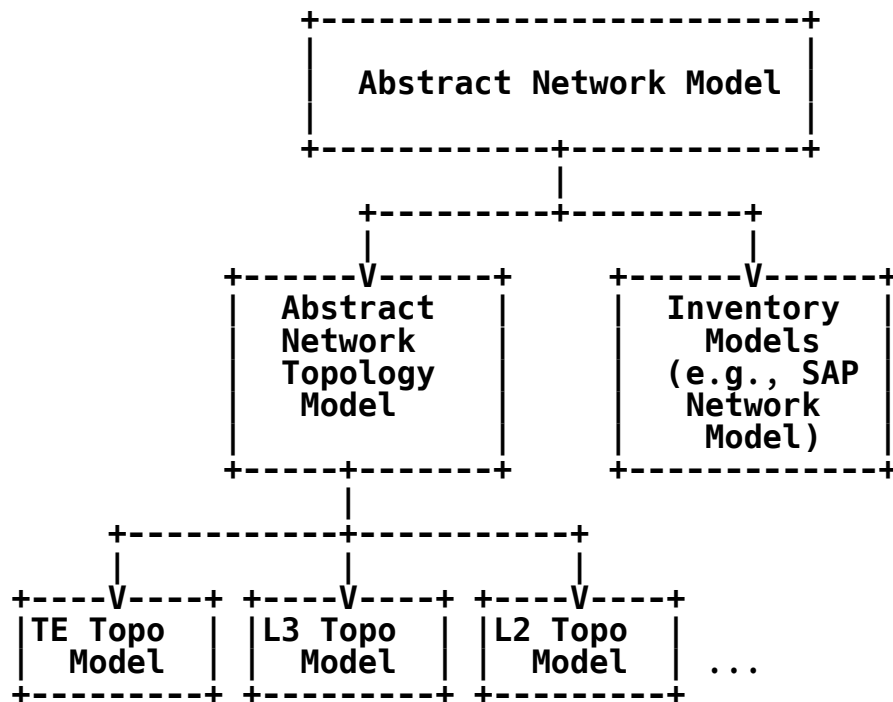 Abstract Network Model
Abstract
Network
Topology
Model
Inventory
Models
(e.g., SAP
Network
Model)
TE Topo
Model
L3 Topo
Model
L2 Topo
Model
...